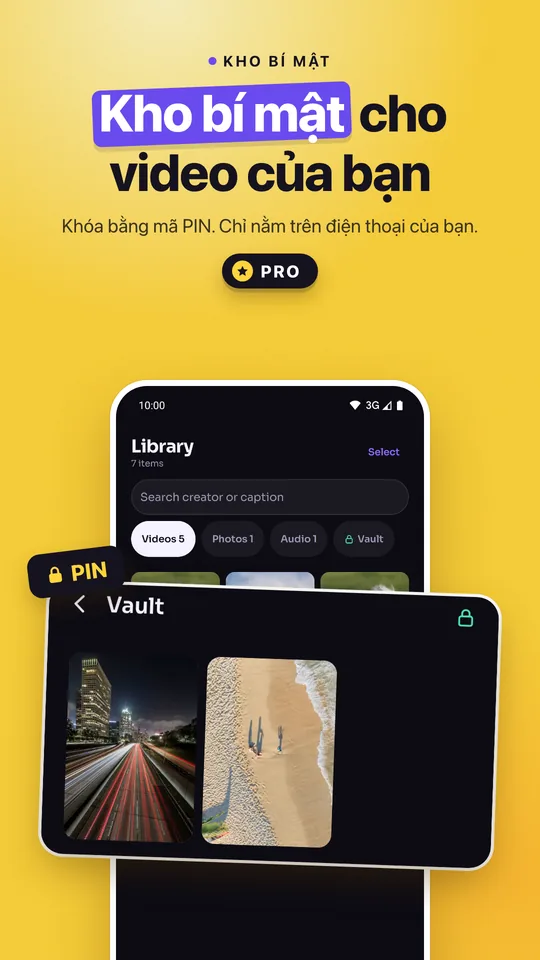 KHO BÍ MẬT
Kho bí mật cho
video của bạn
Khóa bằng mã PIN. Chỉ nằm trên điện thoại của bạn.
PRO
10:00
3G
Library
7 items
Select
Search creator or caption
Videos 5
Photos 1
Audio 1
Vault
PIN
Vault